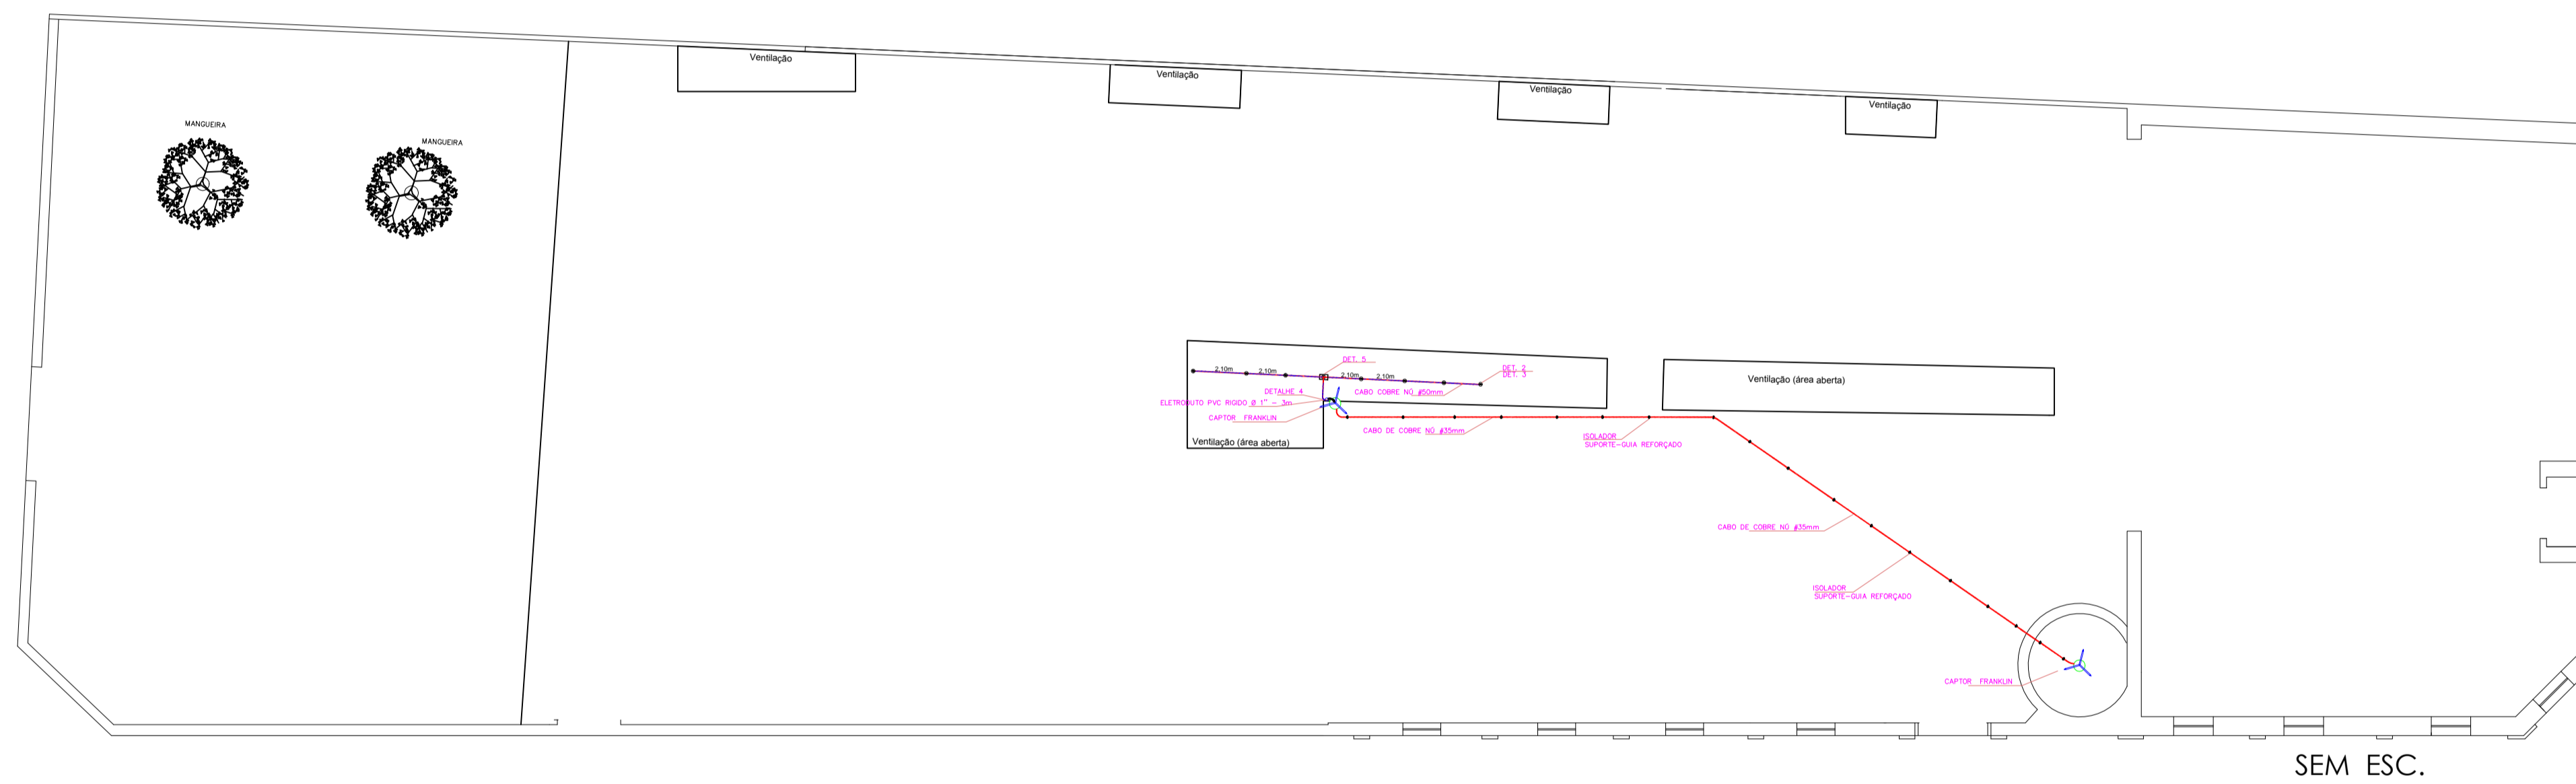 Ventilação
Ventilação
Ventilação
Ventilação
MANGUEIRA
MANGUEIRA
DET. 5
2,10m
2,10m
2,10m
2,10m
DET. 2
DET. 3
Ventilação (área aberta)
DETALHE 4
CABO COBRE NÚ #50mm
ELETRODUTO PVC RIGIDO Ø 1" - 3m
CAPTOR FRANKLIN
CABO DE COBRE NÚ #35mm
ISOLADOR
SUPORTE-GUIA REFORÇADO
Ventilação (área aberta)
CABO DE COBRE NÚ #35mm
ISOLADOR
SUPORTE-GUIA REFORÇADO
CAPTOR FRANKLIN
SEM ESC.